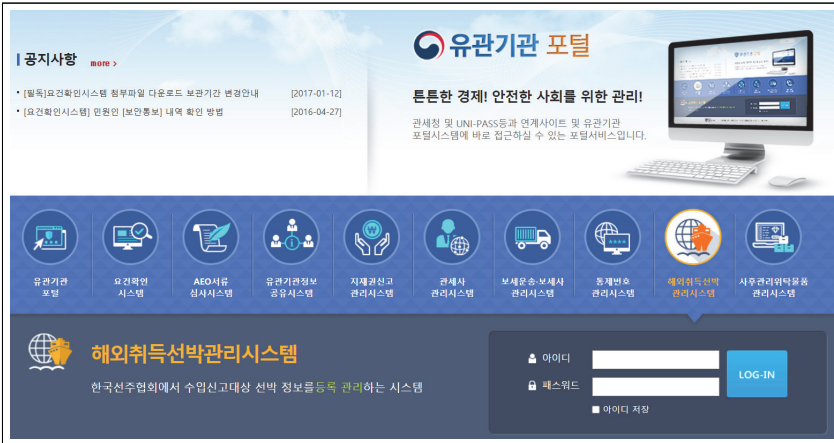 공지사항 more >
• [필독]요건확인시스템 첨부파일 다운로드 보관기간 변경안내 [2017-01-12]
• [요건확인시스템] 민원인 [보안통보] 내역 확인 방법 [2016-04-27]
유관기관 포털
튼튼한 경제! 안전한 사회를 위한 관리!
관세청 및 UNI-PASS등과 연계사이트 및 유관기관
포털시스템에 바로 접근하실 수 있는 포털서비스입니다.
유관기관
포털
요건확인
시스템
AEO서류
심사시스템
유관기관정보
공유시스템
지재권신고
관리시스템
관세사
관리시스템
보세운송·보세사
관리시스템
통제번호
관리시스템
해외취득선박
관리시스템
사후관리위탁물품
관리시스템
해외취득선박관리시스템
한국선주협회에서 수입신고대상 선박 정보를등록 관리하는 시스템
아이디
패스워드
LOG-IN
아이디 저장